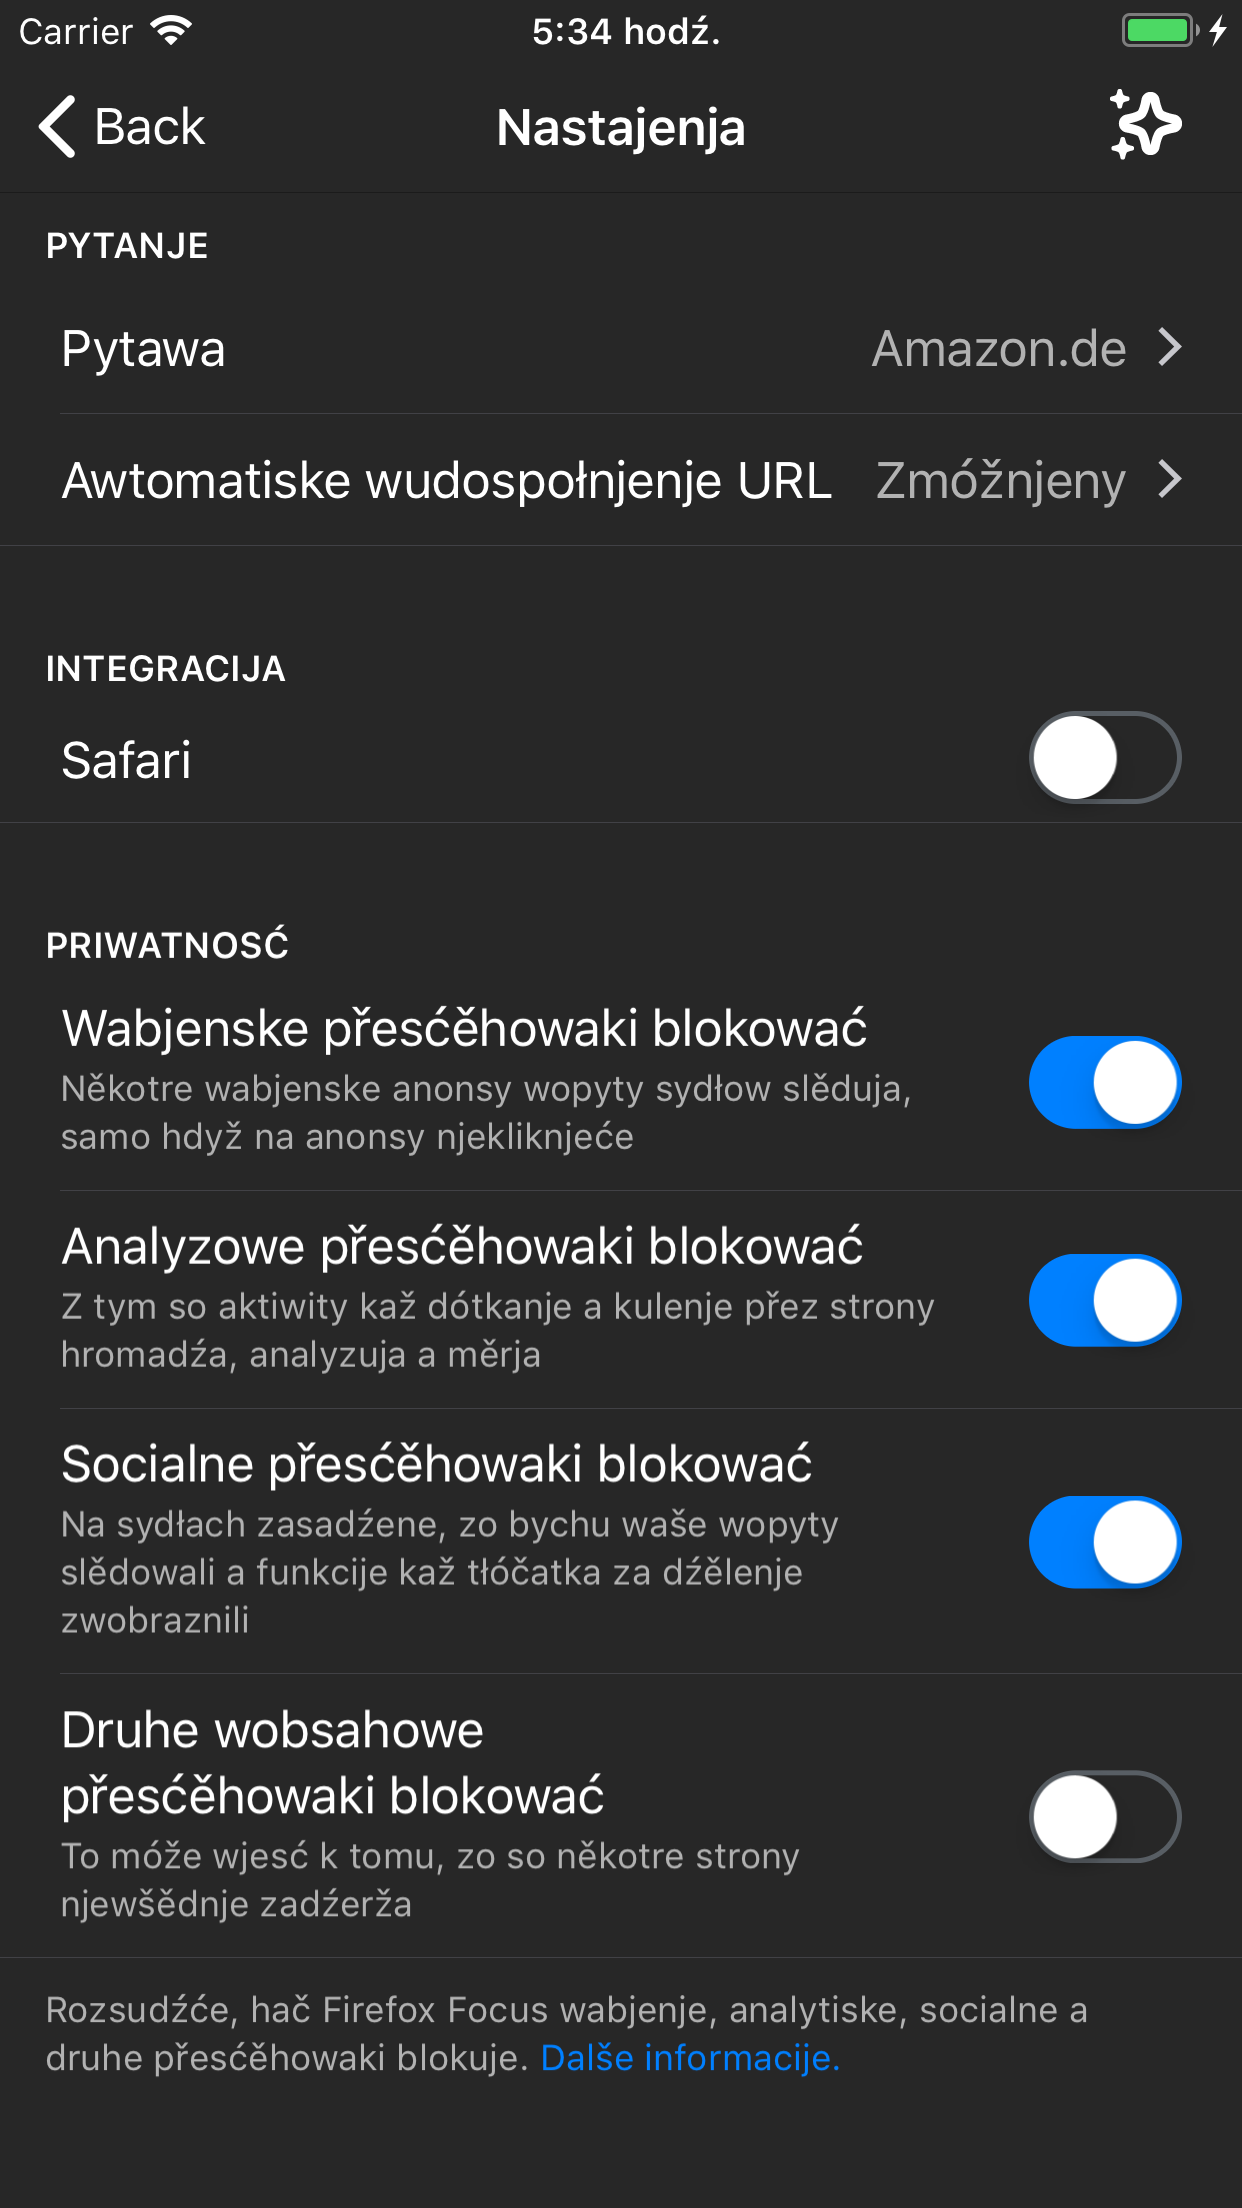 Carrier
5:34 hodź.
Back
Nastajenja
PYTANJE
Pytawa
Amazon.de
Awtomatiske wudospołnjenje URL
Zmóžnjeny
INTEGRACIJA
Safari
PRIWATNOSĆ
Wabjenske přesćěhowaki blokować
Někotre wabjenske anonsy wopyty sydłow slěduja,
samo hdyž na anonsy njekliknjeće
Analyzowe přesćěhowaki blokować
Z tym so aktiwity kaž dótkanje a kulenje přez strony
hromadźa, analyzuja a měrja
Socialne přesćěhowaki blokować
Na sydłach zasadźene, zo bychu waše wopyty
slědowali a funkcije kaž tłóčatka za dźělenje
zwobraznili
Druhe wobsahowe
přesćěhowaki blokować
To móže wjesć k tomu, zo so někotre strony
njewšědnje zadźerža
Rozsudźće, hač Firefox Focus wabjenje, analytiske, socialne a
druhe přesćěhowaki blokuje. Dalše informacije.